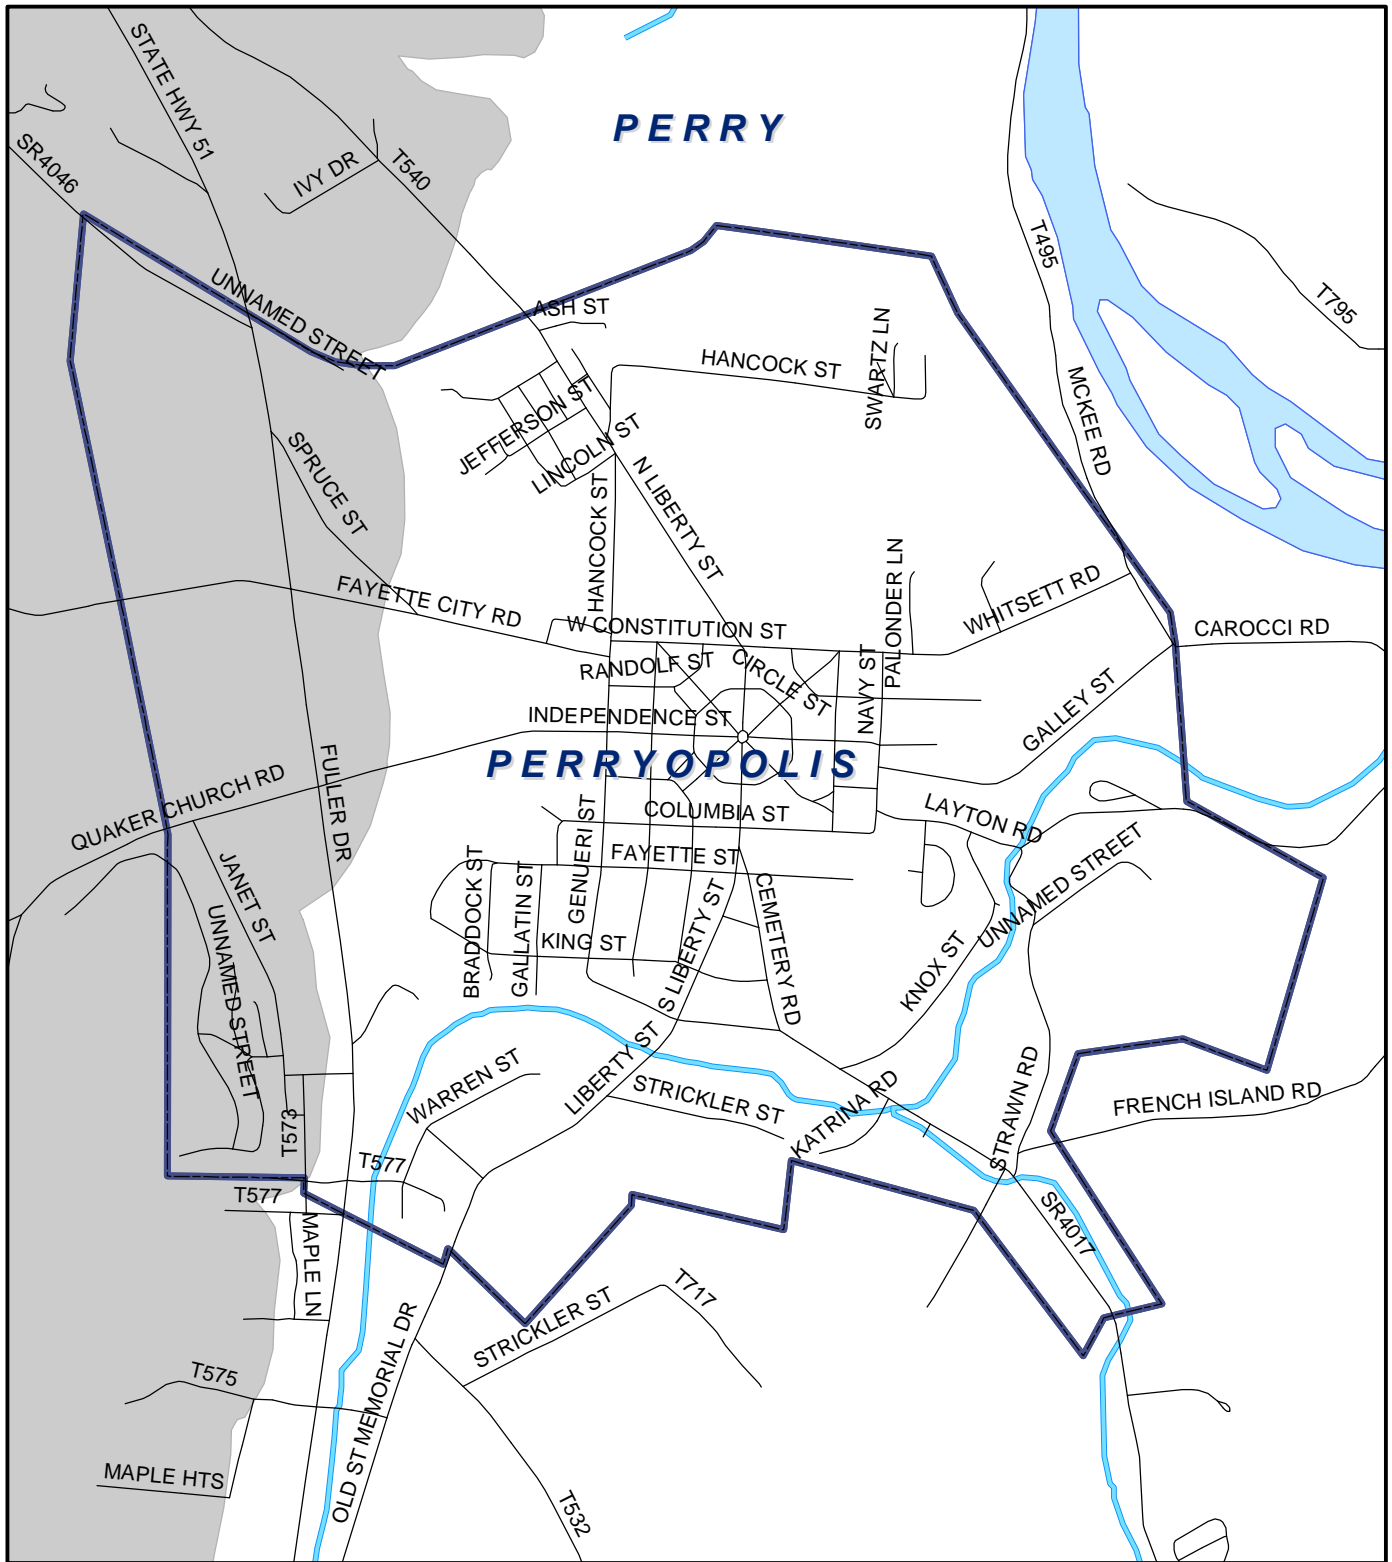 STATE HWY 51
PERRY
SR4046
IVY DR
T540
T495
UNNAMED STREET
ASH ST
T795
SWARTZ LN
HANCOCK ST
MCKEE RD
JEFFERSON ST
LINCOLN ST
SPRUCE ST
N LIBERTY ST
HANCOCK ST
PALONDER LN
FAYETTE CITY RD
WHITSETT RD
W CONSTITUTION ST
CAROCCI RD
RANDOLF ST
CIRCLE ST
NAVY ST
GALLEY ST
INDEPENDENCE ST
PERRYOPOLIS
FULLER DR
QUAKER CHURCH RD
COLUMBIA ST
LAYTON RD
GENUERI ST
FAYETTE ST
UNNAMED STREET
JANET ST
BRADDOCK ST
GALLATIN ST
CEMETERY RD
S LIBERTY ST
KING ST
KNOX ST
UNNAMED STREET
LIBERTY ST
WARREN ST
STRICKLER ST
KATRINA RD
STRAWN RD
FRENCH ISLAND RD
T573
T577
T577
SR4017
MAPLE LN
T717
STRICKLER ST
OLD ST MEMORIAL DR
T575
MAPLE HTS
T532